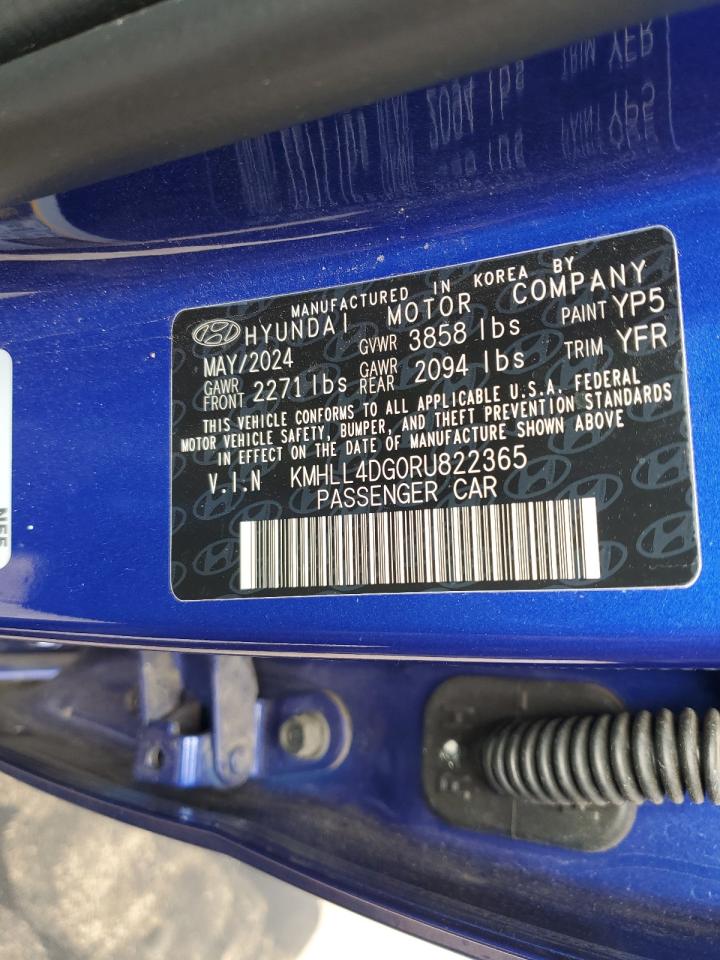 MANUFACTURED IN KOREA BY
HYUNDAI MOTOR COMPANY
MAY/2024 GVWR 3858 lbs PAINT YP5
GAWR FRONT 2271 lbs GAWR REAR 2094 lbs TRIM YFR
THIS VEHICLE CONFORMS TO ALL APPLICABLE U.S.A. FEDERAL
MOTOR VEHICLE SAFETY, BUMPER, AND THEFT PREVENTION STANDARDS
IN EFFECT ON THE DATE OF MANUFACTURE SHOWN ABOVE.
V.I.N KMHLL4DG0RU822365
PASSENGER CAR